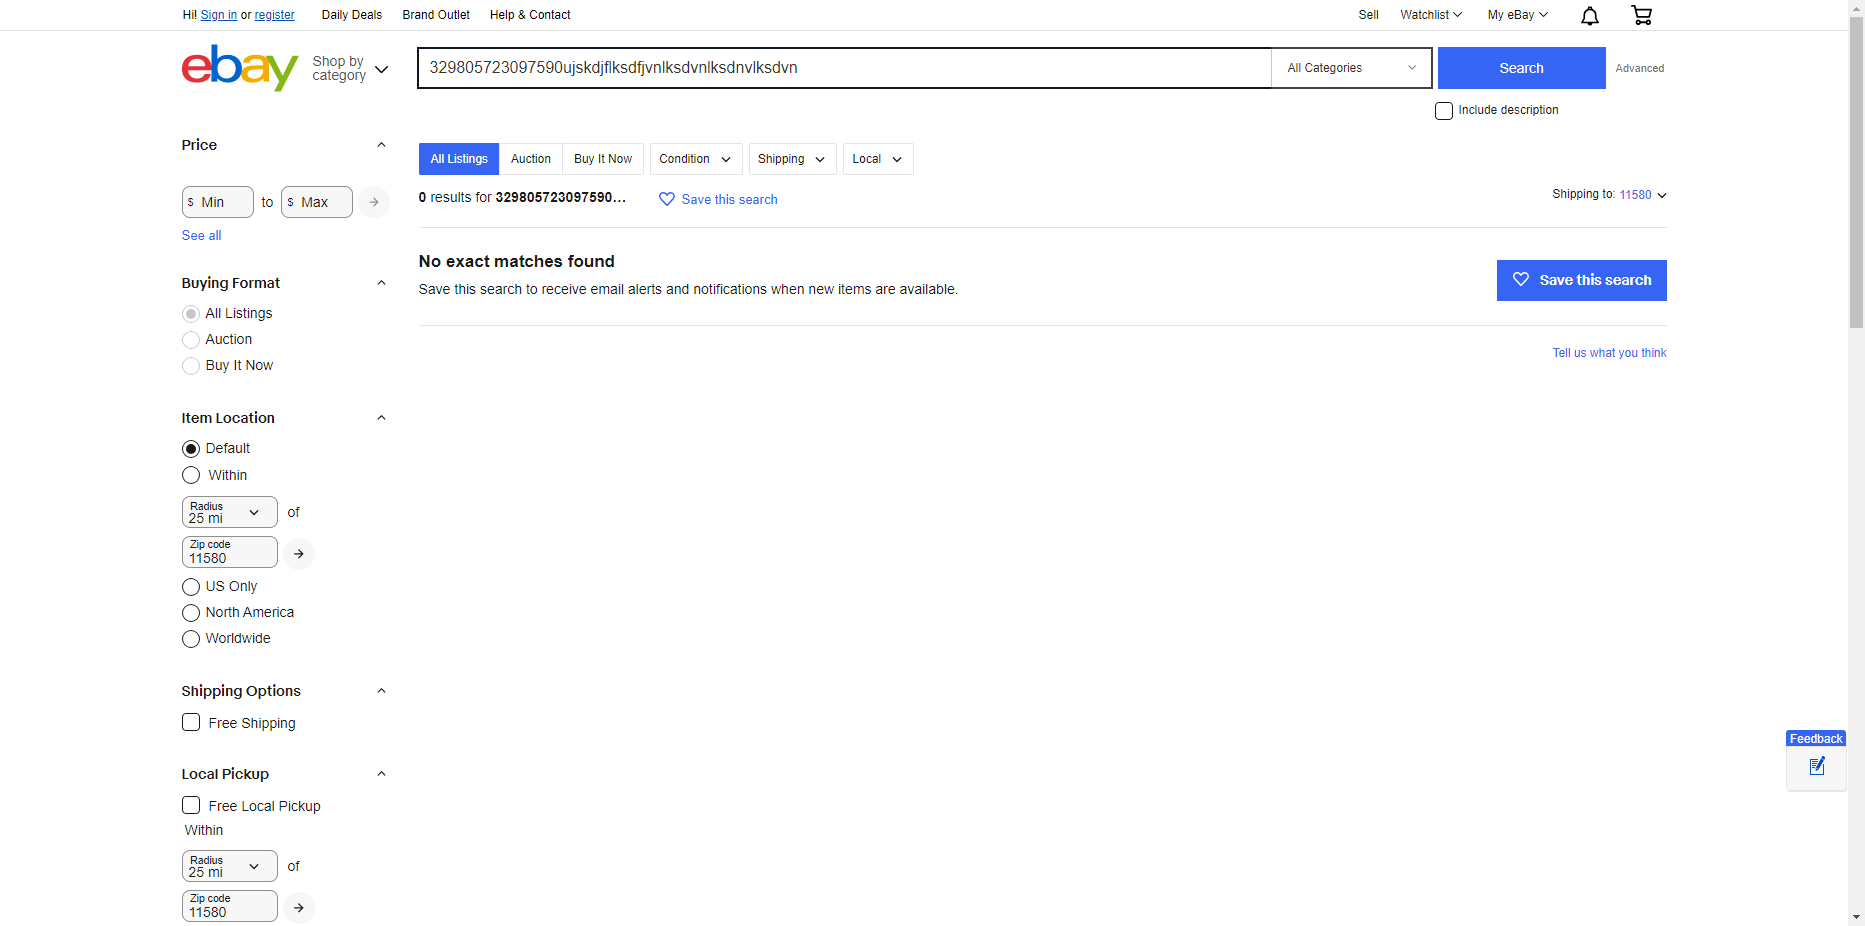 Hi! Sign in or register Daily Deals Brand Outlet Help & Contact Sell Watchlist My eBay
ebay
Shop by
category
329805723097590ujskdjflksdfjvnlksdvnlksdnvlksdvn All Categories Search Advanced
Include description
Price
All Listings Auction Buy It Now Condition Shipping Local
$ Min to $ Max
0 results for 329805723097590... Save this search Shipping to: 11580
See all
No exact matches found
Save this search to receive email alerts and notifications when new items are available.
Save this search
Tell us what you think
Buying Format
All Listings
Auction
Buy It Now
Item Location
Default
Within
Radius
25 mi of
Zip code
11580
US Only
North America
Worldwide
Shipping Options
Free Shipping
Local Pickup
Free Local Pickup
Within
Radius
25 mi of
Zip code
11580
Feedback